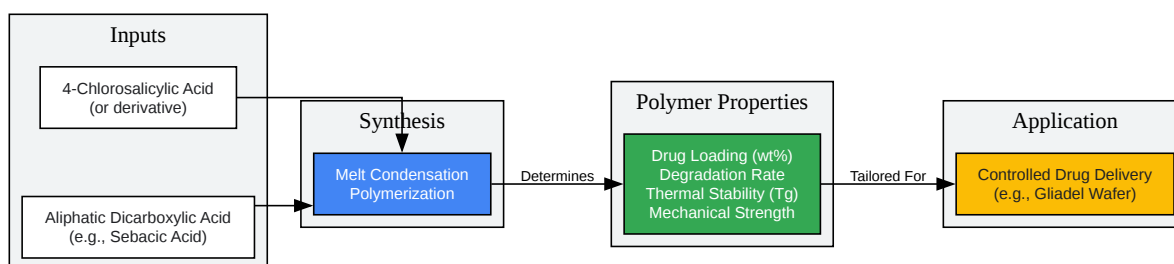 Inputs
4-Chlorosalicylic Acid
(or derivative)
Aliphatic Dicarboxylic Acid
(e.g., Sebacic Acid)
Synthesis
Melt Condensation
Polymerization
Determines
Polymer Properties
Drug Loading (wt%)
Degradation Rate
Thermal Stability (Tg)
Mechanical Strength
Tailored For
Application
Controlled Drug Delivery
(e.g., Gliadel Wafer)